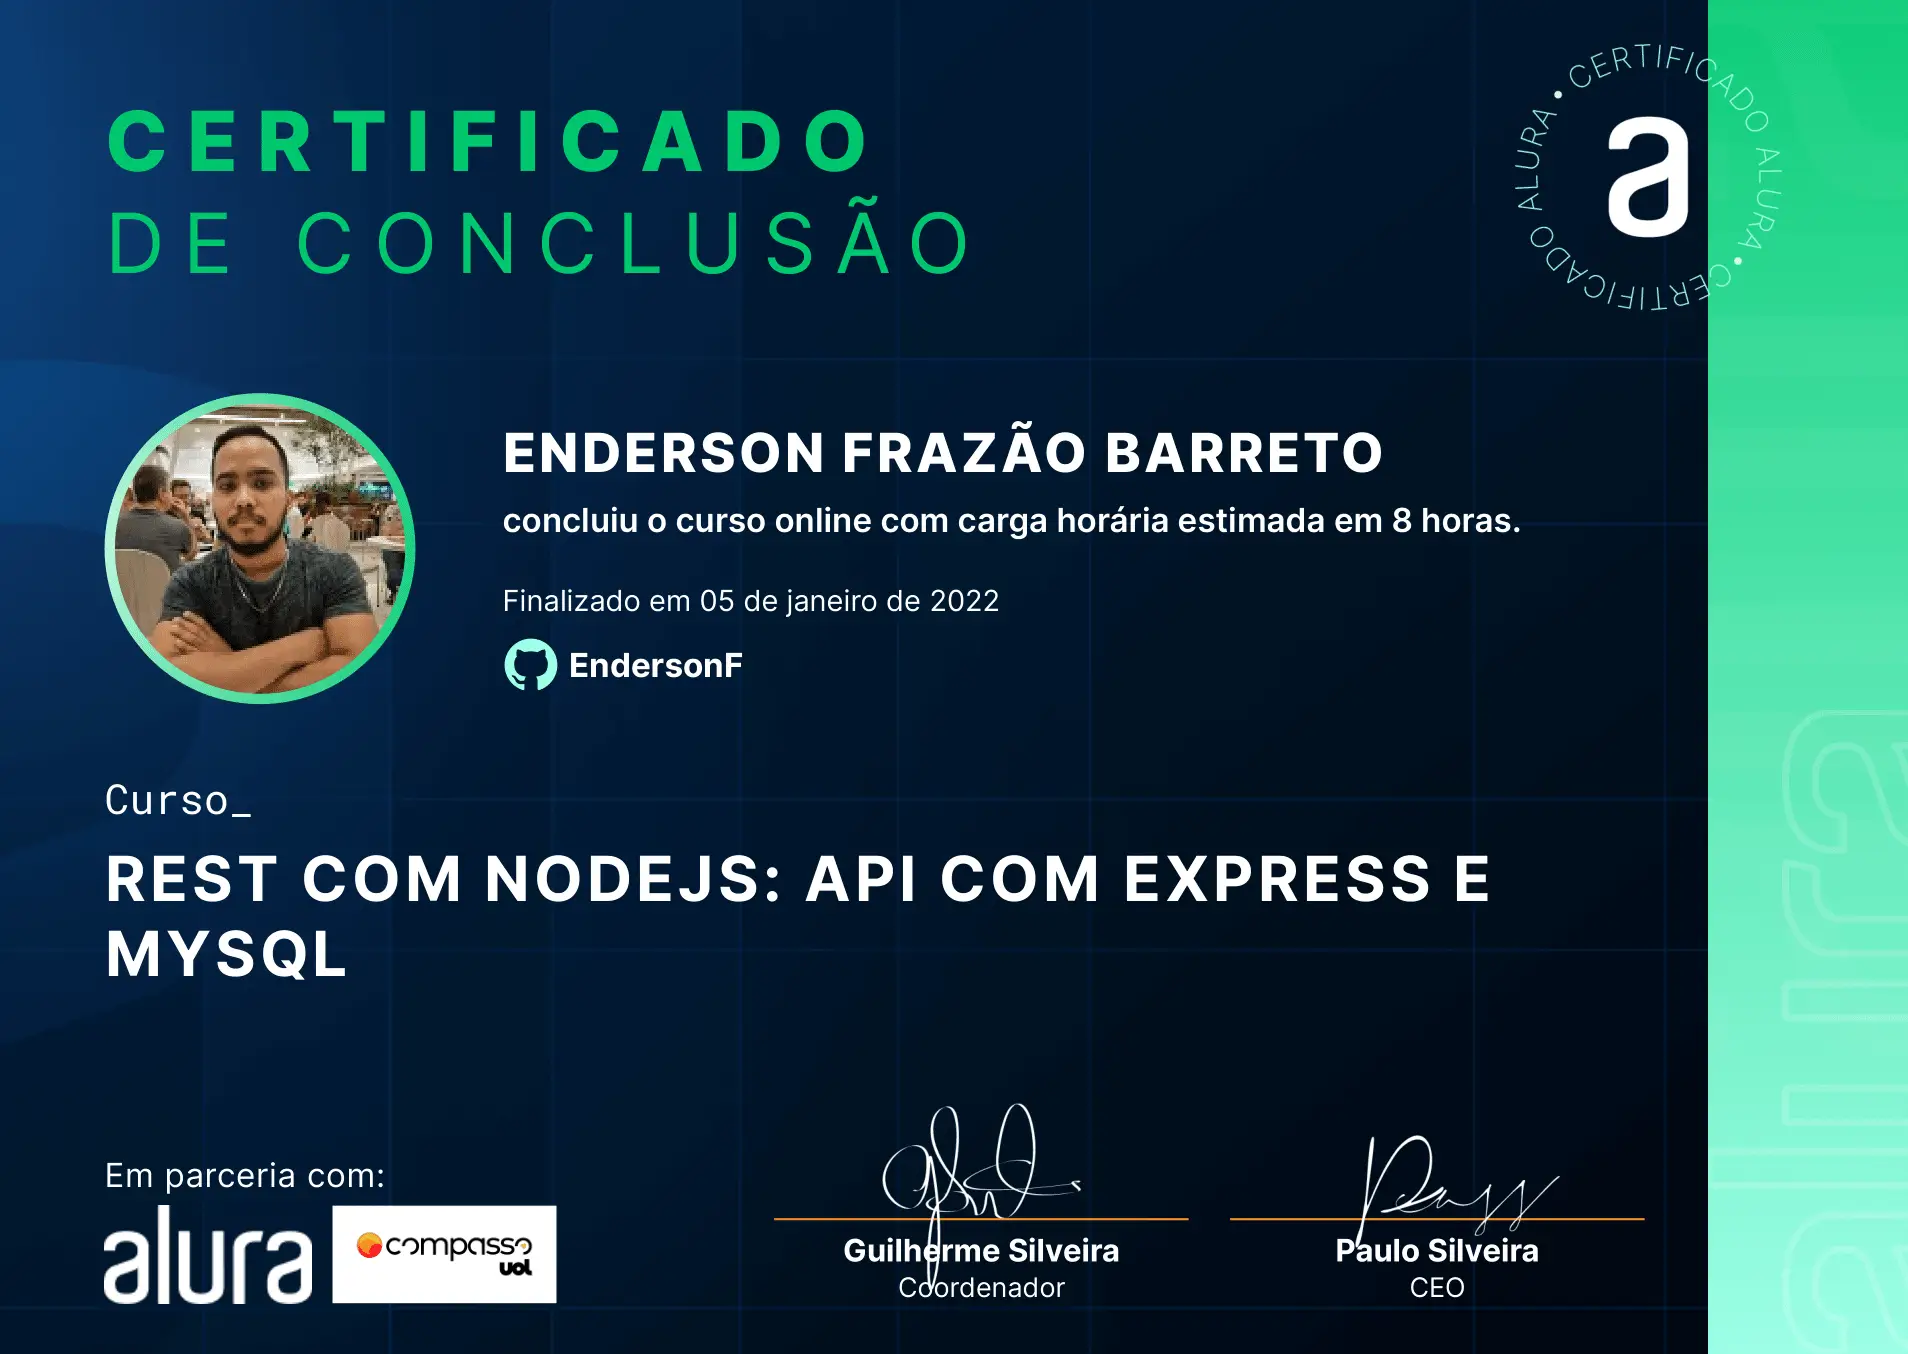 CERTIFICADO
DE CONCLUSÃO
CERTIFICADO ALURA • CERTIFICADO ALURA •
a
ENDERSON FRAZÃO BARRETO
concluiu o curso online com carga horária estimada em 8 horas.
Finalizado em 05 de janeiro de 2022
EndersonF
Curso_
REST COM NODEJS: API COM EXPRESS E
MYSQL
Em parceria com:
alura
compasso
uol
Guilherme Silveira
Coordenador
Paulo Silveira
CEO
alura